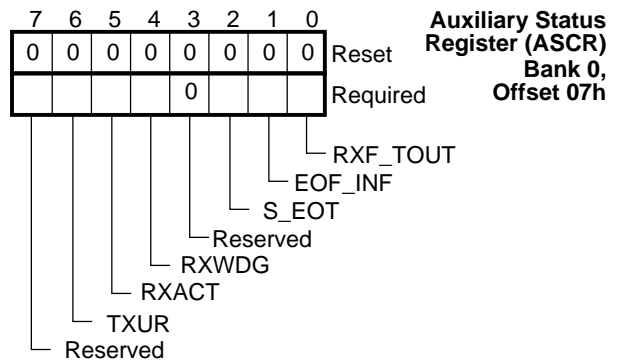 7 6 5 4 3 2 1 0
Auxiliary Status
Register (ASCR)
Bank 0,
Offset 07h
0 0 0 0 0 0 0 0 Reset
0 Required
RXF_TOUT
EOF_INF
S_EOT
Reserved
RXWDG
RXACT
TXUR
Reserved